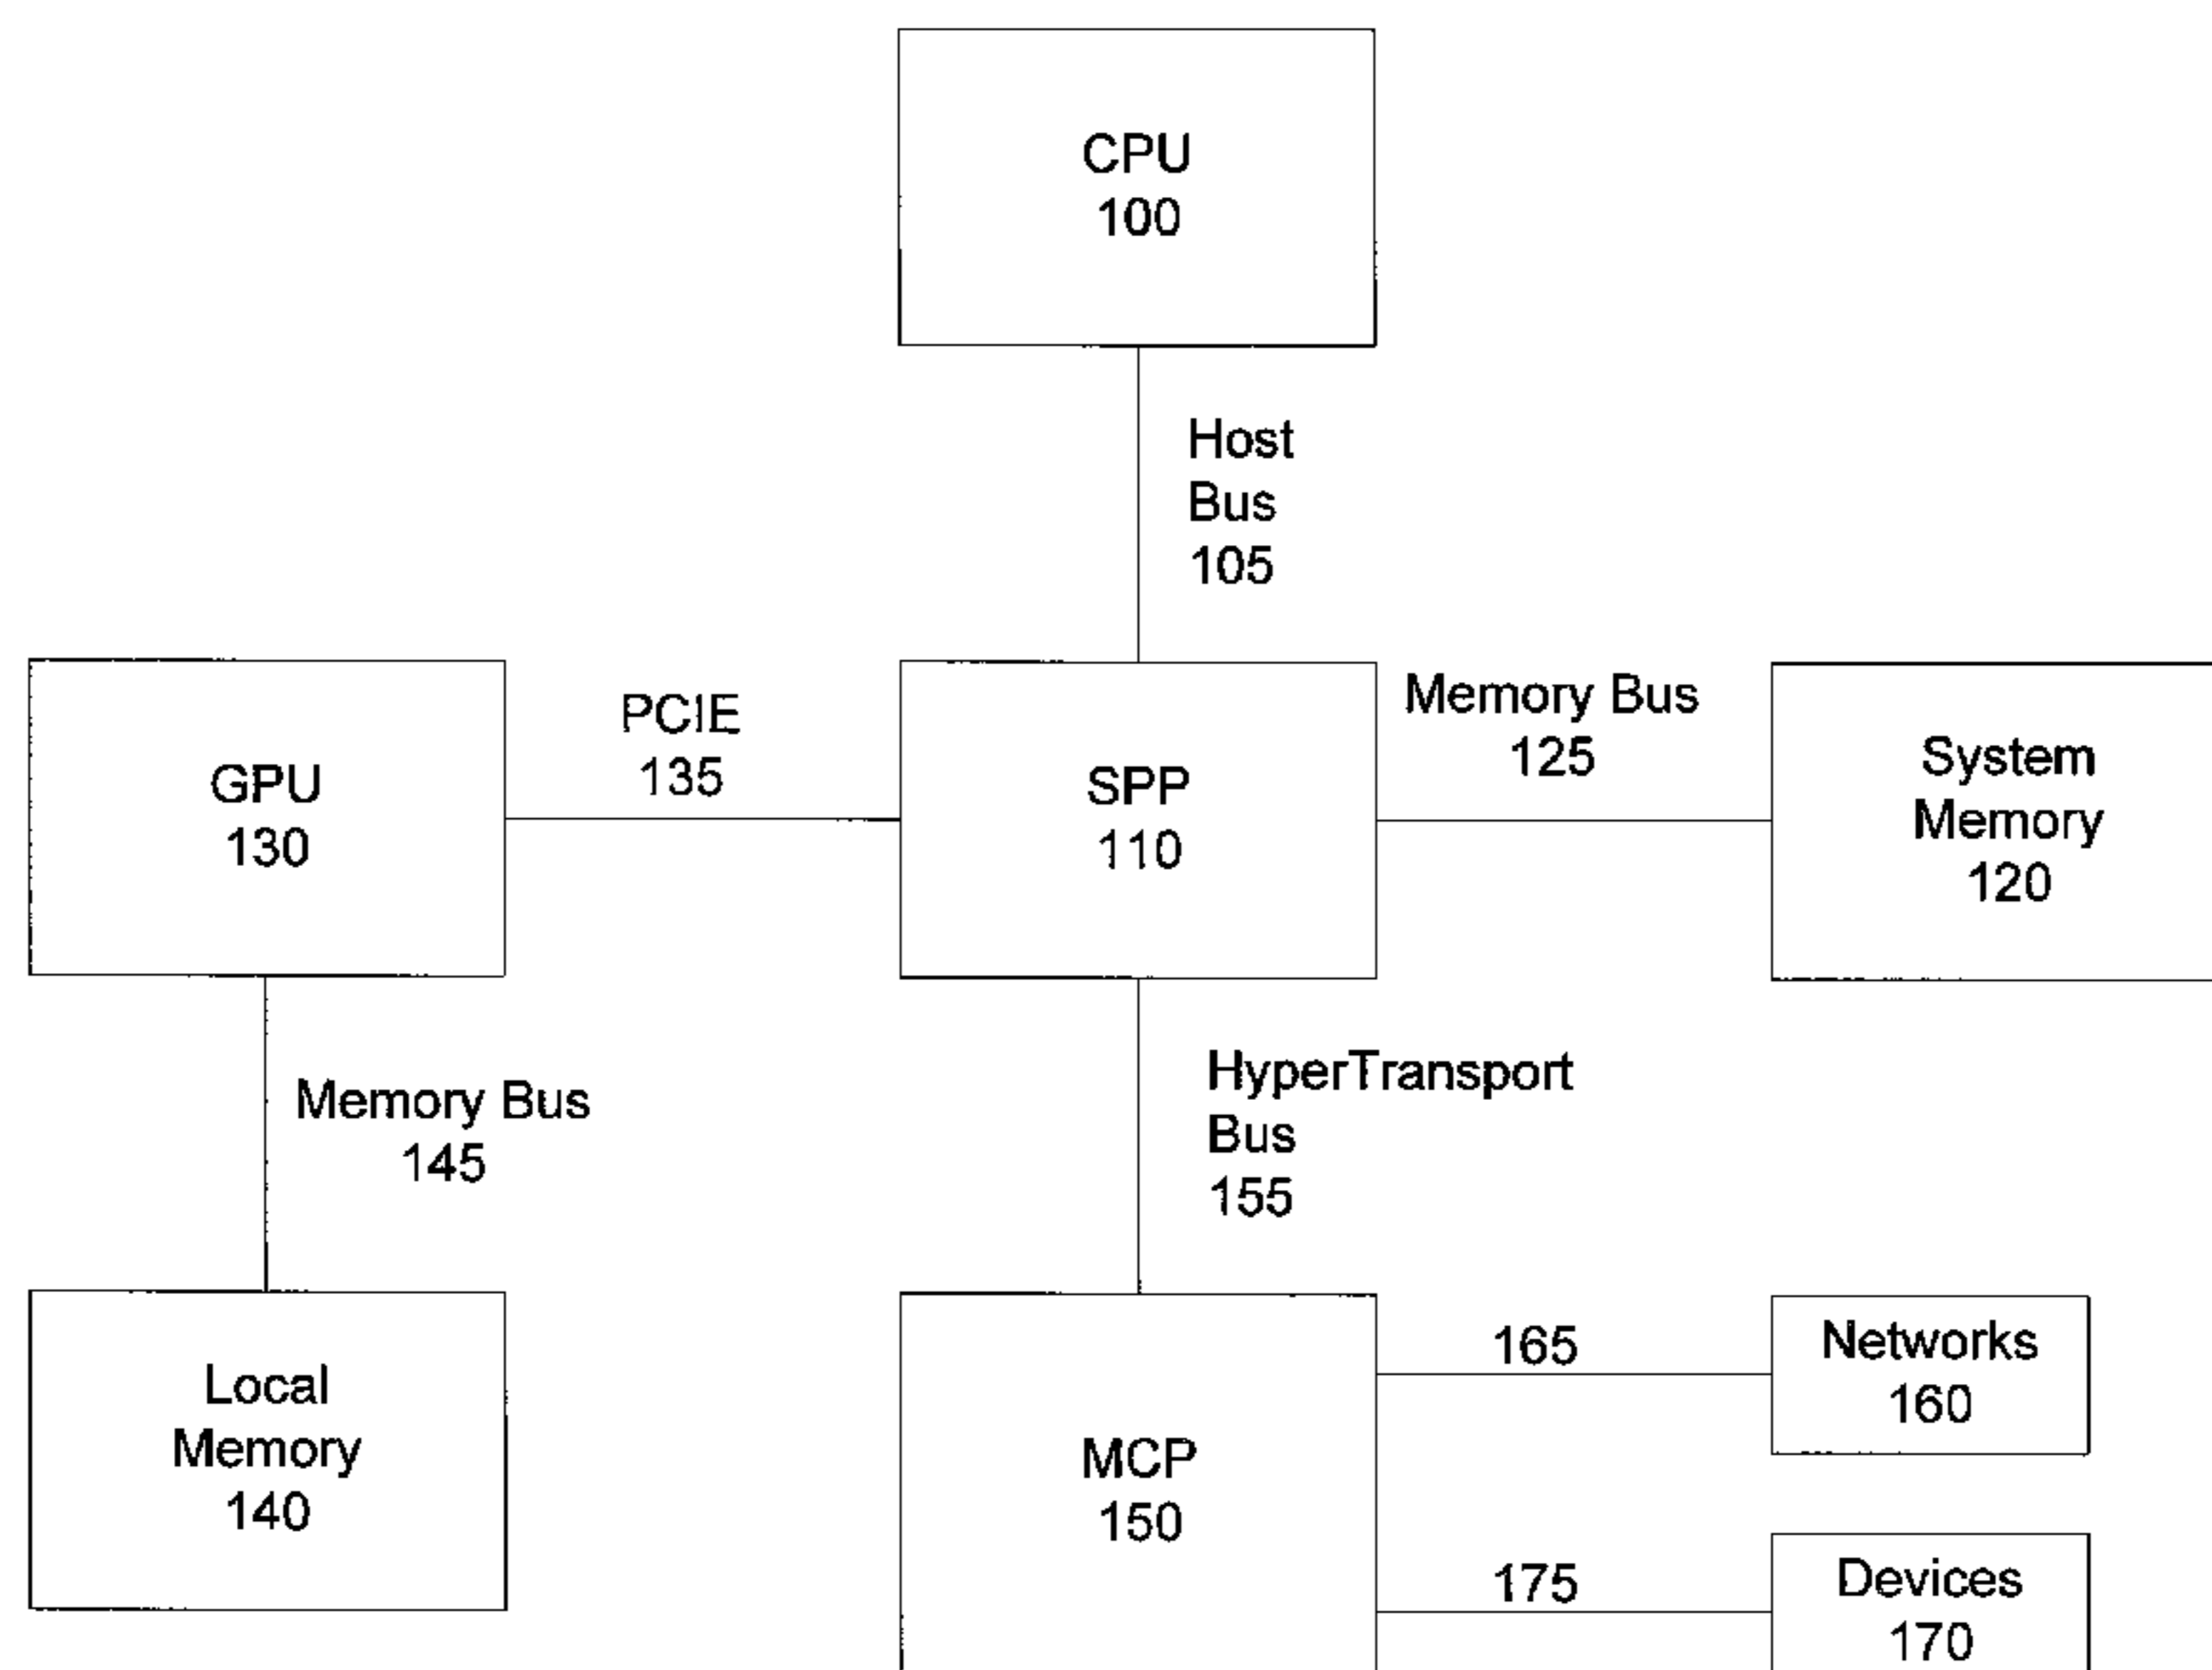 CPU
100
Host
Bus
105
GPU
130
PCIE
135
SPP
110
Memory Bus
125
System
Memory
120
Memory Bus
145
HyperTransport
Bus
155
Local
Memory
140
MCP
150
165
Networks
160
175
Devices
170